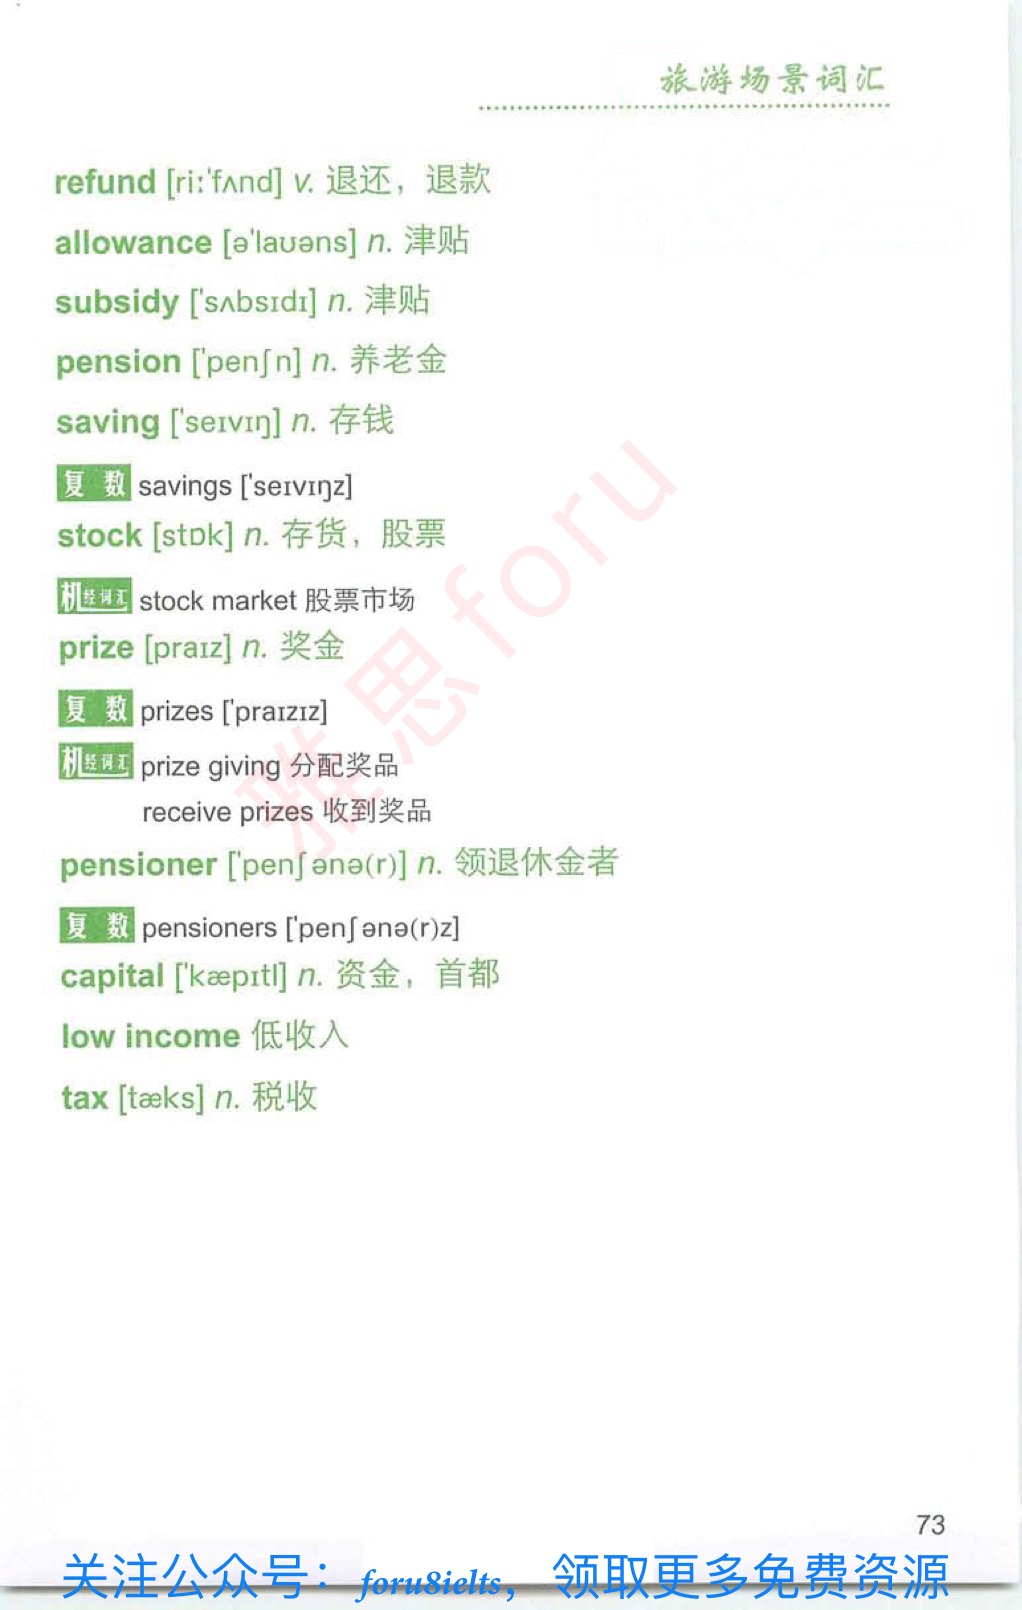 旅游场景词汇
refund [riːˈfʌnd] v. 退还，退款
allowance [əˈlaʊəns] n. 津贴
subsidy [ˈsʌbsɪdɪ] n. 津贴
pension [ˈpenʃn] n. 养老金
saving [ˈseɪvɪŋ] n. 存钱
复数 savings [ˈseɪvɪŋz]
stock [stɒk] n. 存货，股票
机经词汇 stock market 股票市场
prize [praɪz] n. 奖金
复数 prizes [ˈpraɪzɪz]
机经词汇 prize giving 分配奖品
receive prizes 收到奖品
pensioner [ˈpenʃənə(r)] n. 领退休金者
复数 pensioners [ˈpenʃənə(r)z]
capital [ˈkæpɪtl] n. 资金，首都
low income 低收入
tax [tæks] n. 税收
雅思foru
73
关注公众号：foru8ielts，领取更多免费资源